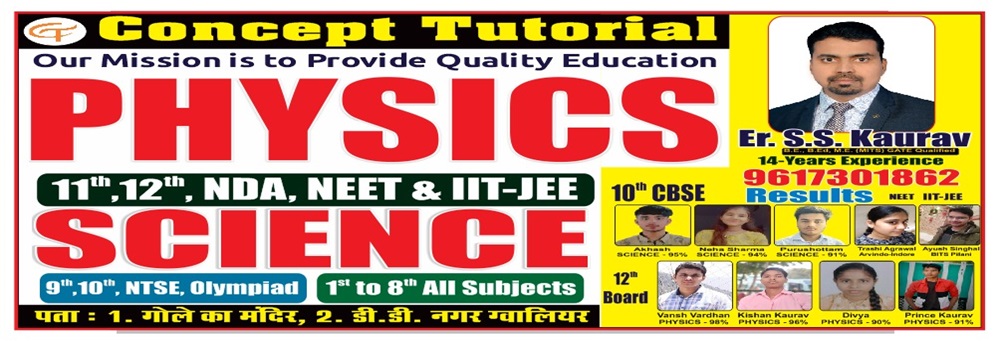 Concept Tutorial
Our Mission is to Provide Quality Education
PHYSICS
11th,12th, NDA, NEET & IIT-JEE
SCIENCE
9th,10th, NTSE, Olympiad
1st to 8th All Subjects
पता : 1. गोले का मंदिर, 2. डी.डी. नगर ग्वालियर
Er. S.S. Kaurav
B.E., B.Ed, M.E. (MITS) GATE Qualified
14-Years Experience
9617301862
10th CBSE
Results
NEET IIT-JEE
Akhash
SCIENCE - 95%
Neha Sharma
SCIENCE - 94%
Purushottam
SCIENCE - 91%
Trashi Agrawal
Arvindo-Indore
Ayush Singhal
BITS Pilani
12th
Board
Vansh Vardhan
PHYSICS - 98%
Kishan Kaurav
PHYSICS - 96%
Divya
PHYSICS - 90%
Prince Kaurav
PHYSICS - 91%